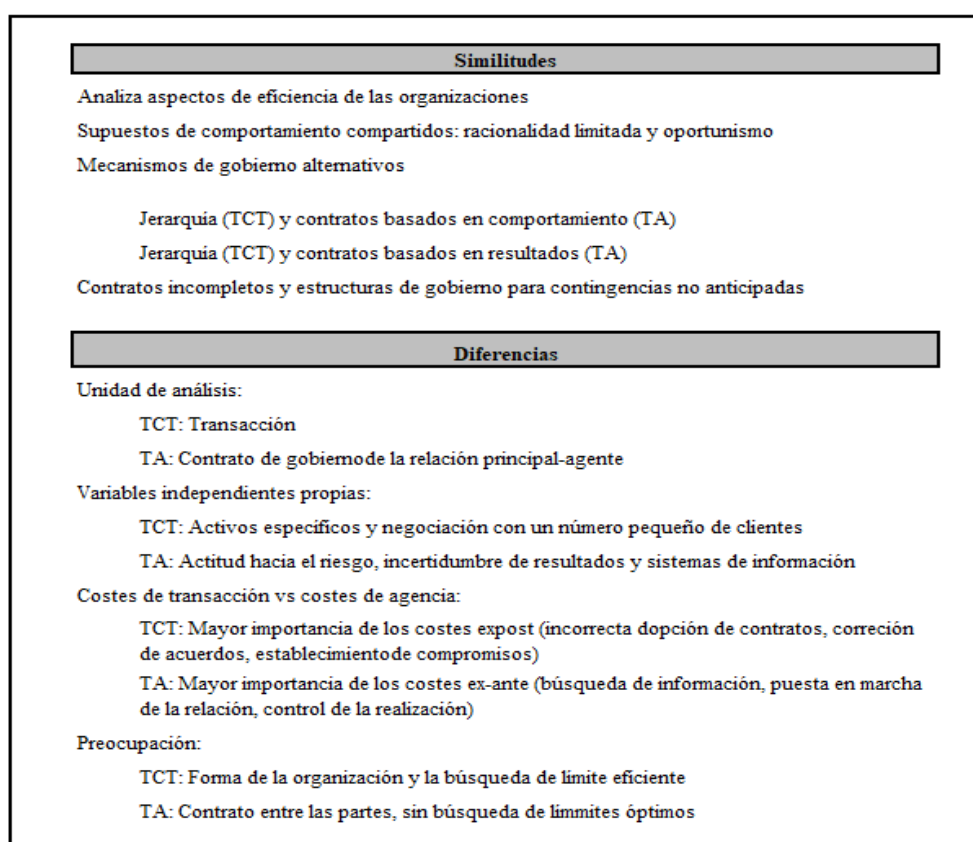 Similitudes
Analiza aspectos de eficiencia de las organizaciones
Supuestos de comportamiento compartidos: racionalidad limitada y oportunismo
Mecanismos de gobierno alternativos
Jerarquía (TCT) y contratos basados en comportamiento (TA)
Jerarquía (TCT) y contratos basados en resultados (TA)
Contratos incompletos y estructuras de gobierno para contingencias no anticipadas
Diferencias
Unidad de análisis:
TCT: Transacción
TA: Contrato de gobiernode la relación principal-agente
Variables independientes propias:
TCT: Activos específicos y negociación con un número pequeño de clientes
TA: Actitud hacia el riesgo, incertidumbre de resultados y sistemas de información
Costes de transacción vs costes de agencia:
TCT: Mayor importancia de los costes expost (incorrecta dopción de contratos, correción
de acuerdos, establecimientode compromisos)
TA: Mayor importancia de los costes ex-ante (búsqueda de información, puesta en marcha
de la relación, control de la realización)
Preocupación:
TCT: Forma de la organización y la búsqueda de límite eficiente
TA: Contrato entre las partes, sin búsqueda de limmites óptimos